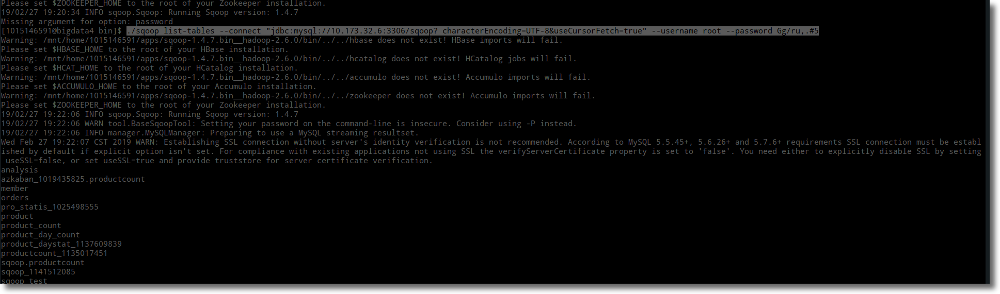 Please set $ZOOKEEPER_HOME to the root of your Zookeeper installation.
19/02/27 19:20:34 INFO sqoop.Sqoop: Running Sqoop version: 1.4.7
Missing argument for option: password
[1015146591@bigdata4 bin]$ ./sqoop list-tables --connect "jdbc:mysql://10.173.32.6:3306/sqoop? characterEncoding=UTF-8&useCursorFetch=true" --username root --password Gg/ru,.#5
Warning: /mnt/home/1015146591/apps/sqoop-1.4.7.bin__hadoop-2.6.0/bin/../../hbase does not exist! HBase imports will fail.
Please set $HBASE_HOME to the root of your HBase installation.
Warning: /mnt/home/1015146591/apps/sqoop-1.4.7.bin__hadoop-2.6.0/bin/../../hcatalog does not exist! HCatalog jobs will fail.
Please set $HCAT_HOME to the root of your HCatalog installation.
Warning: /mnt/home/1015146591/apps/sqoop-1.4.7.bin__hadoop-2.6.0/bin/../../accumulo does not exist! Accumulo imports will fail.
Please set $ACCUMULO_HOME to the root of your Accumulo installation.
Warning: /mnt/home/1015146591/apps/sqoop-1.4.7.bin__hadoop-2.6.0/bin/../../zookeeper does not exist! Accumulo imports will fail.
Please set $ZOOKEEPER_HOME to the root of your Zookeeper installation.
19/02/27 19:22:06 INFO sqoop.Sqoop: Running Sqoop version: 1.4.7
19/02/27 19:22:06 WARN tool.BaseSqoopTool: Setting your password on the command-line is insecure. Consider using -P instead.
19/02/27 19:22:06 INFO manager.MySQLManager: Preparing to use a MySQL streaming resultset.
Wed Feb 27 19:22:07 CST 2019 WARN: Establishing SSL connection without server's identity verification is not recommended. According to MySQL 5.5.45+, 5.6.26+ and 5.7.6+ requirements SSL connection must be establ
ished by default if explicit option isn't set. For compliance with existing applications not using SSL the verifyServerCertificate property is set to 'false'. You need either to explicitly disable SSL by setting
useSSL=false, or set useSSL=true and provide truststore for server certificate verification.
analysis
azkaban_1019435825.productcount
member
orders
pro_statis_1025498555
product
product_count
product_day_count
product_daystat_1137609839
productcount_1135017451
sqoop.productcount
sqoop_1141512085
sqoop_test